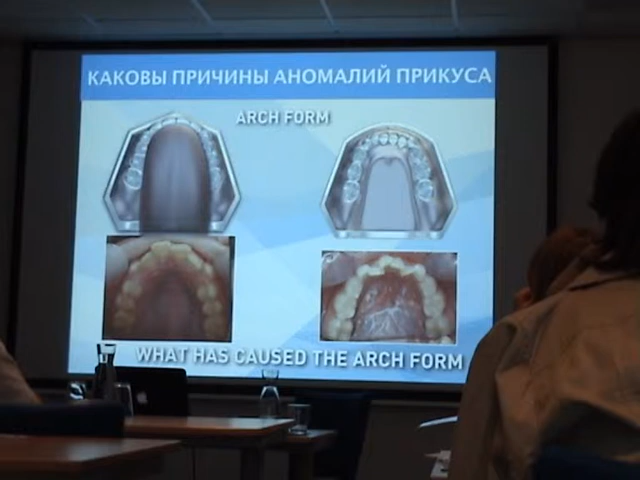 КАКОВЫ ПРИЧИНЫ АНОМАЛИЙ ПРИКУСА
ARCH FORM
WHAT HAS CAUSED THE ARCH FORM